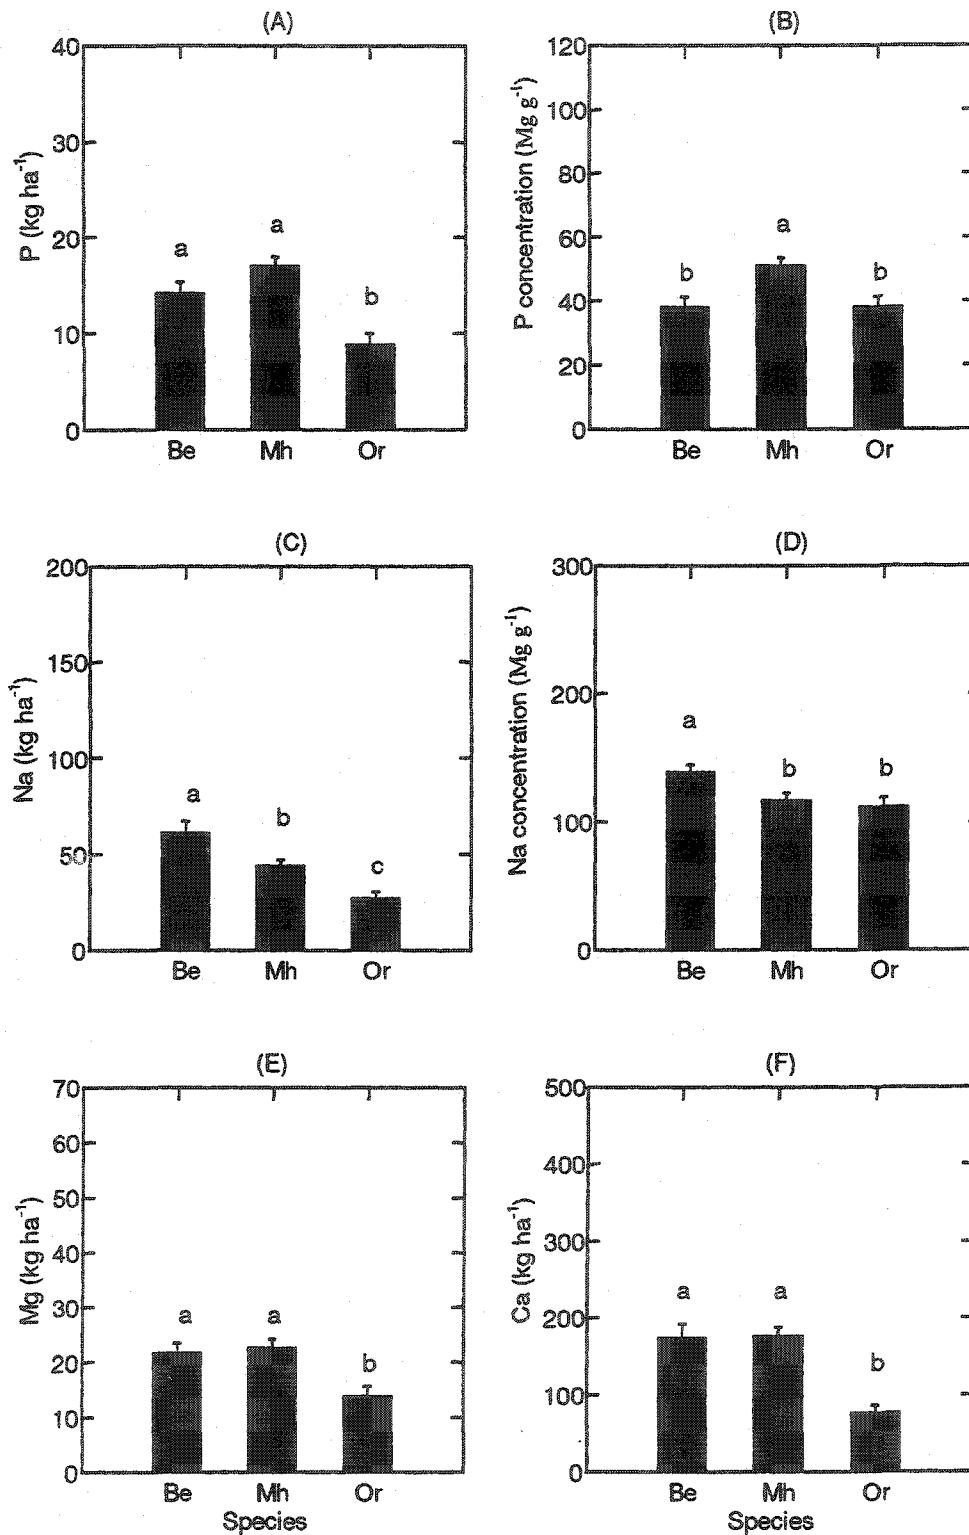 (A)
40
30
20
10
0
P (kg ha⁻¹)
a
a
b
Be Mh Or
(B)
120
100
80
60
40
20
0
P concentration (Mg g⁻¹)
b
a
b
Be Mh Or
(C)
200
150
100
50
0
Na (kg ha⁻¹)
a
b
c
Be Mh Or
(D)
300
200
100
0
Na concentration (Mg g⁻¹)
a
b
b
Be Mh Or
(E)
70
60
50
40
30
20
10
0
Mg (kg ha⁻¹)
a
a
b
Be Mh Or
Species
(F)
500
400
300
200
100
0
Ca (kg ha⁻¹)
a
a
b
Be Mh Or
Species